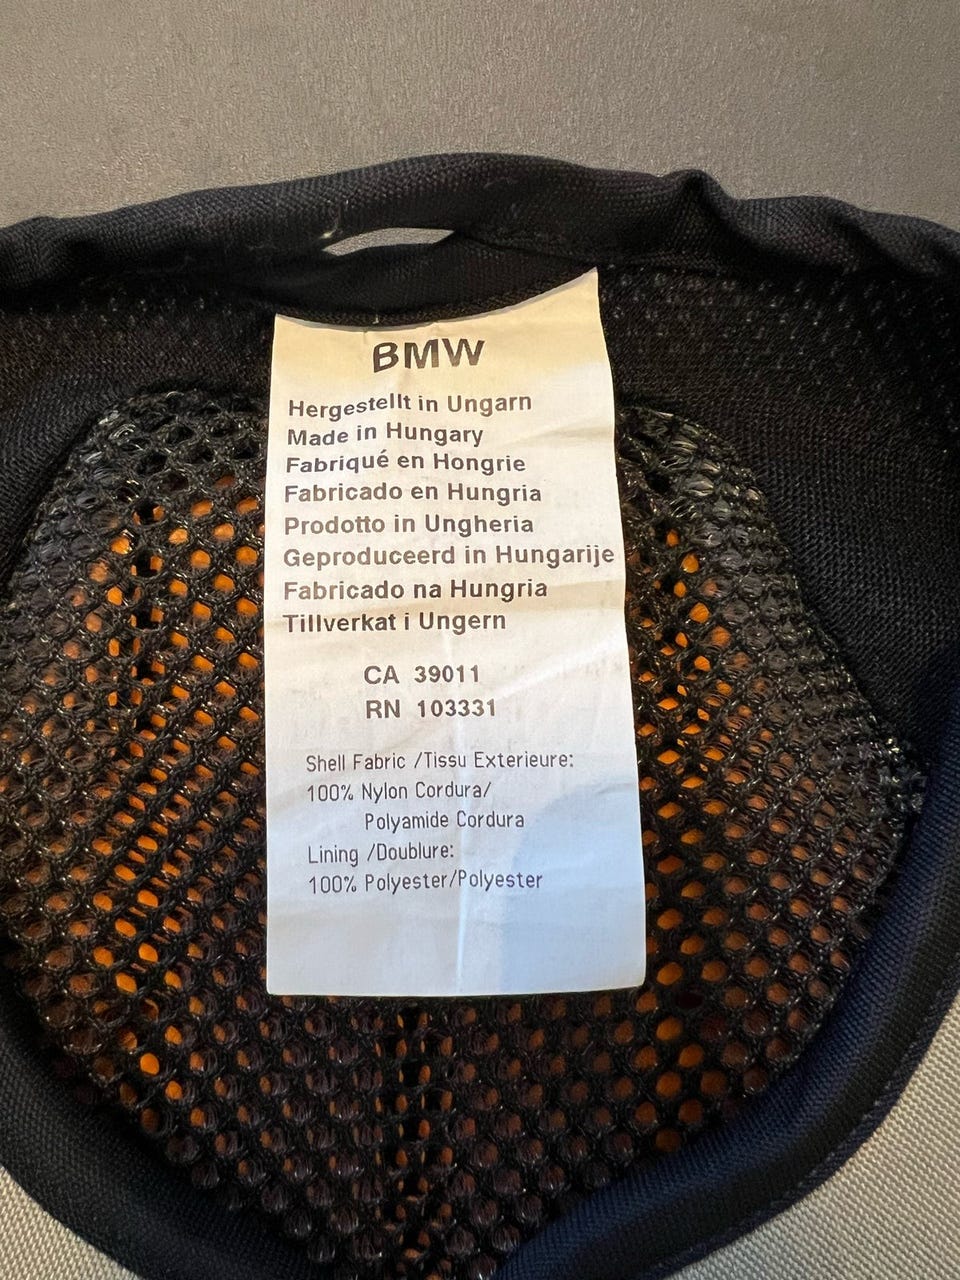 BMW
Hergestellt in Ungarn
Made in Hungary
Fabriqué en Hongrie
Fabricado en Hungria
Prodotto in Ungheria
Geproduceerd in Hungarije
Fabricado na Hungria
Tillverkat i Ungern
CA 39011
RN 103331
Shell Fabric /Tissu Exterieure:
100% Nylon Cordura/
Polyamide Cordura
Lining /Doublure:
100% Polyester/Polyester